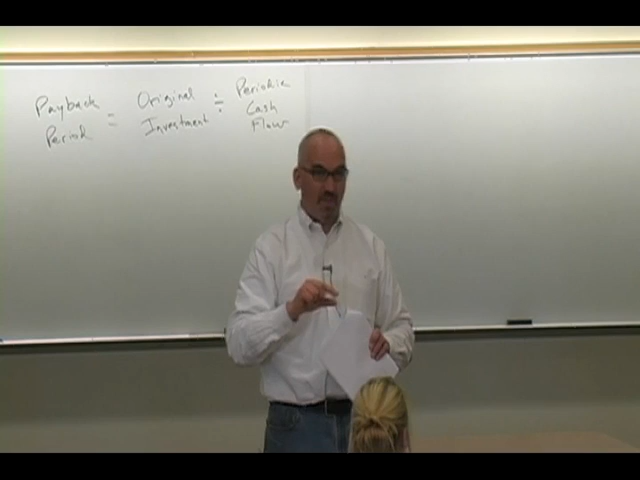 Payback Period = Original Investment ÷ Periodic Cash Flow